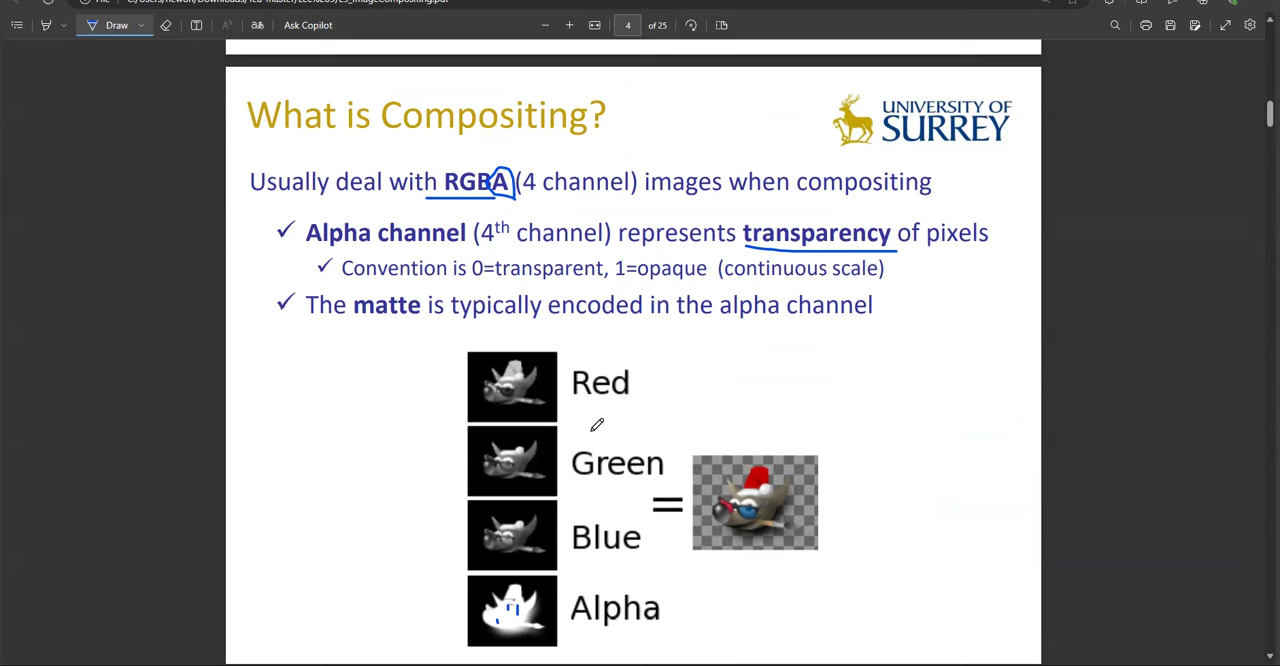 Draw
Ask Copilot
4 of 25
What is Compositing?
UNIVERSITY OF
SURREY
Usually deal with RGBA (4 channel) images when compositing
✓ Alpha channel (4th channel) represents transparency of pixels
✓ Convention is 0=transparent, 1=opaque (continuous scale)
✓ The matte is typically encoded in the alpha channel
Red
Green
=
Blue
Alpha